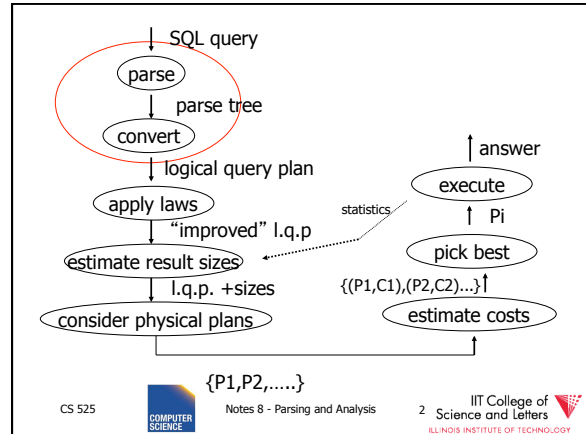 SQL query
parse
parse tree
convert
logical query plan
apply laws
"improved" l.q.p
estimate result sizes
l.q.p. +sizes
consider physical plans
{P1,P2,…..}
estimate costs
{(P1,C1),(P2,C2)...}
pick best
Pi
execute
answer
statistics
CS 525
COMPUTER
SCIENCE
Notes 8 - Parsing and Analysis
2
IIT College of
Science and Letters
ILLINOIS INSTITUTE OF TECHNOLOGY